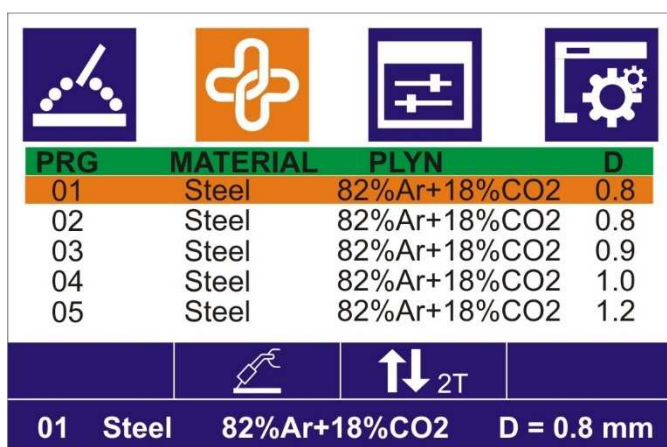 PRG MATERIAL PLYN D
01 Steel 82%Ar+18%CO2 0.8
02 Steel 82%Ar+18%CO2 0.8
03 Steel 82%Ar+18%CO2 0.9
04 Steel 82%Ar+18%CO2 1.0
05 Steel 82%Ar+18%CO2 1.2
2T
01 Steel 82%Ar+18%CO2 D = 0.8 mm